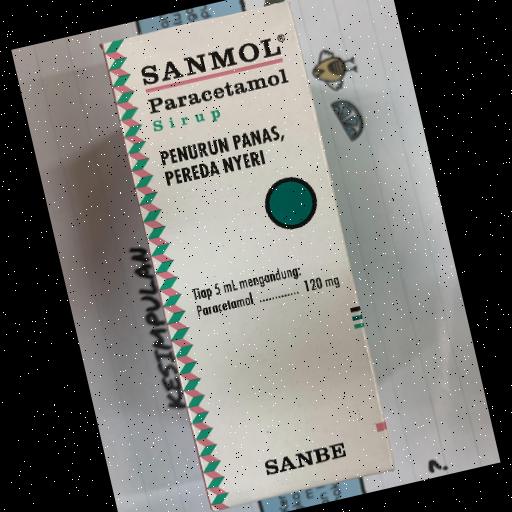 SANMOL®
Paracetamol
Sirup
PENURUN PANAS,
PEREDA NYERI
Tiap 5 mL mengandung:
Paracetamol ............ 120 mg
SANBE
KESIMPULAN
?